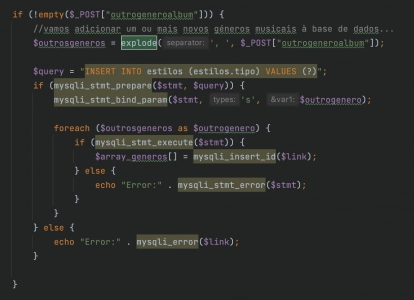 if (!empty($_POST["outrogeneroalbum"])) {
//vamos adicionar um ou mais novos géneros musicais à base de dados...
$outrosgeneros = explode( separator: ', ', $_POST["outrogeneroalbum"]);
$query = "INSERT INTO estilos (estilos.tipo) VALUES (?)";
if (mysqli_stmt_prepare($stmt, $query)) {
mysqli_stmt_bind_param($stmt, types: 's', &var1: $outrogenero);
foreach ($outrosgeneros as $outrogenero) {
if (mysqli_stmt_execute($stmt)) {
$array_generos[] = mysqli_insert_id($link);
} else {
echo "Error:" . mysqli_stmt_error($stmt);
}
}
} else {
echo "Error:" . mysqli_error($link);
}
}